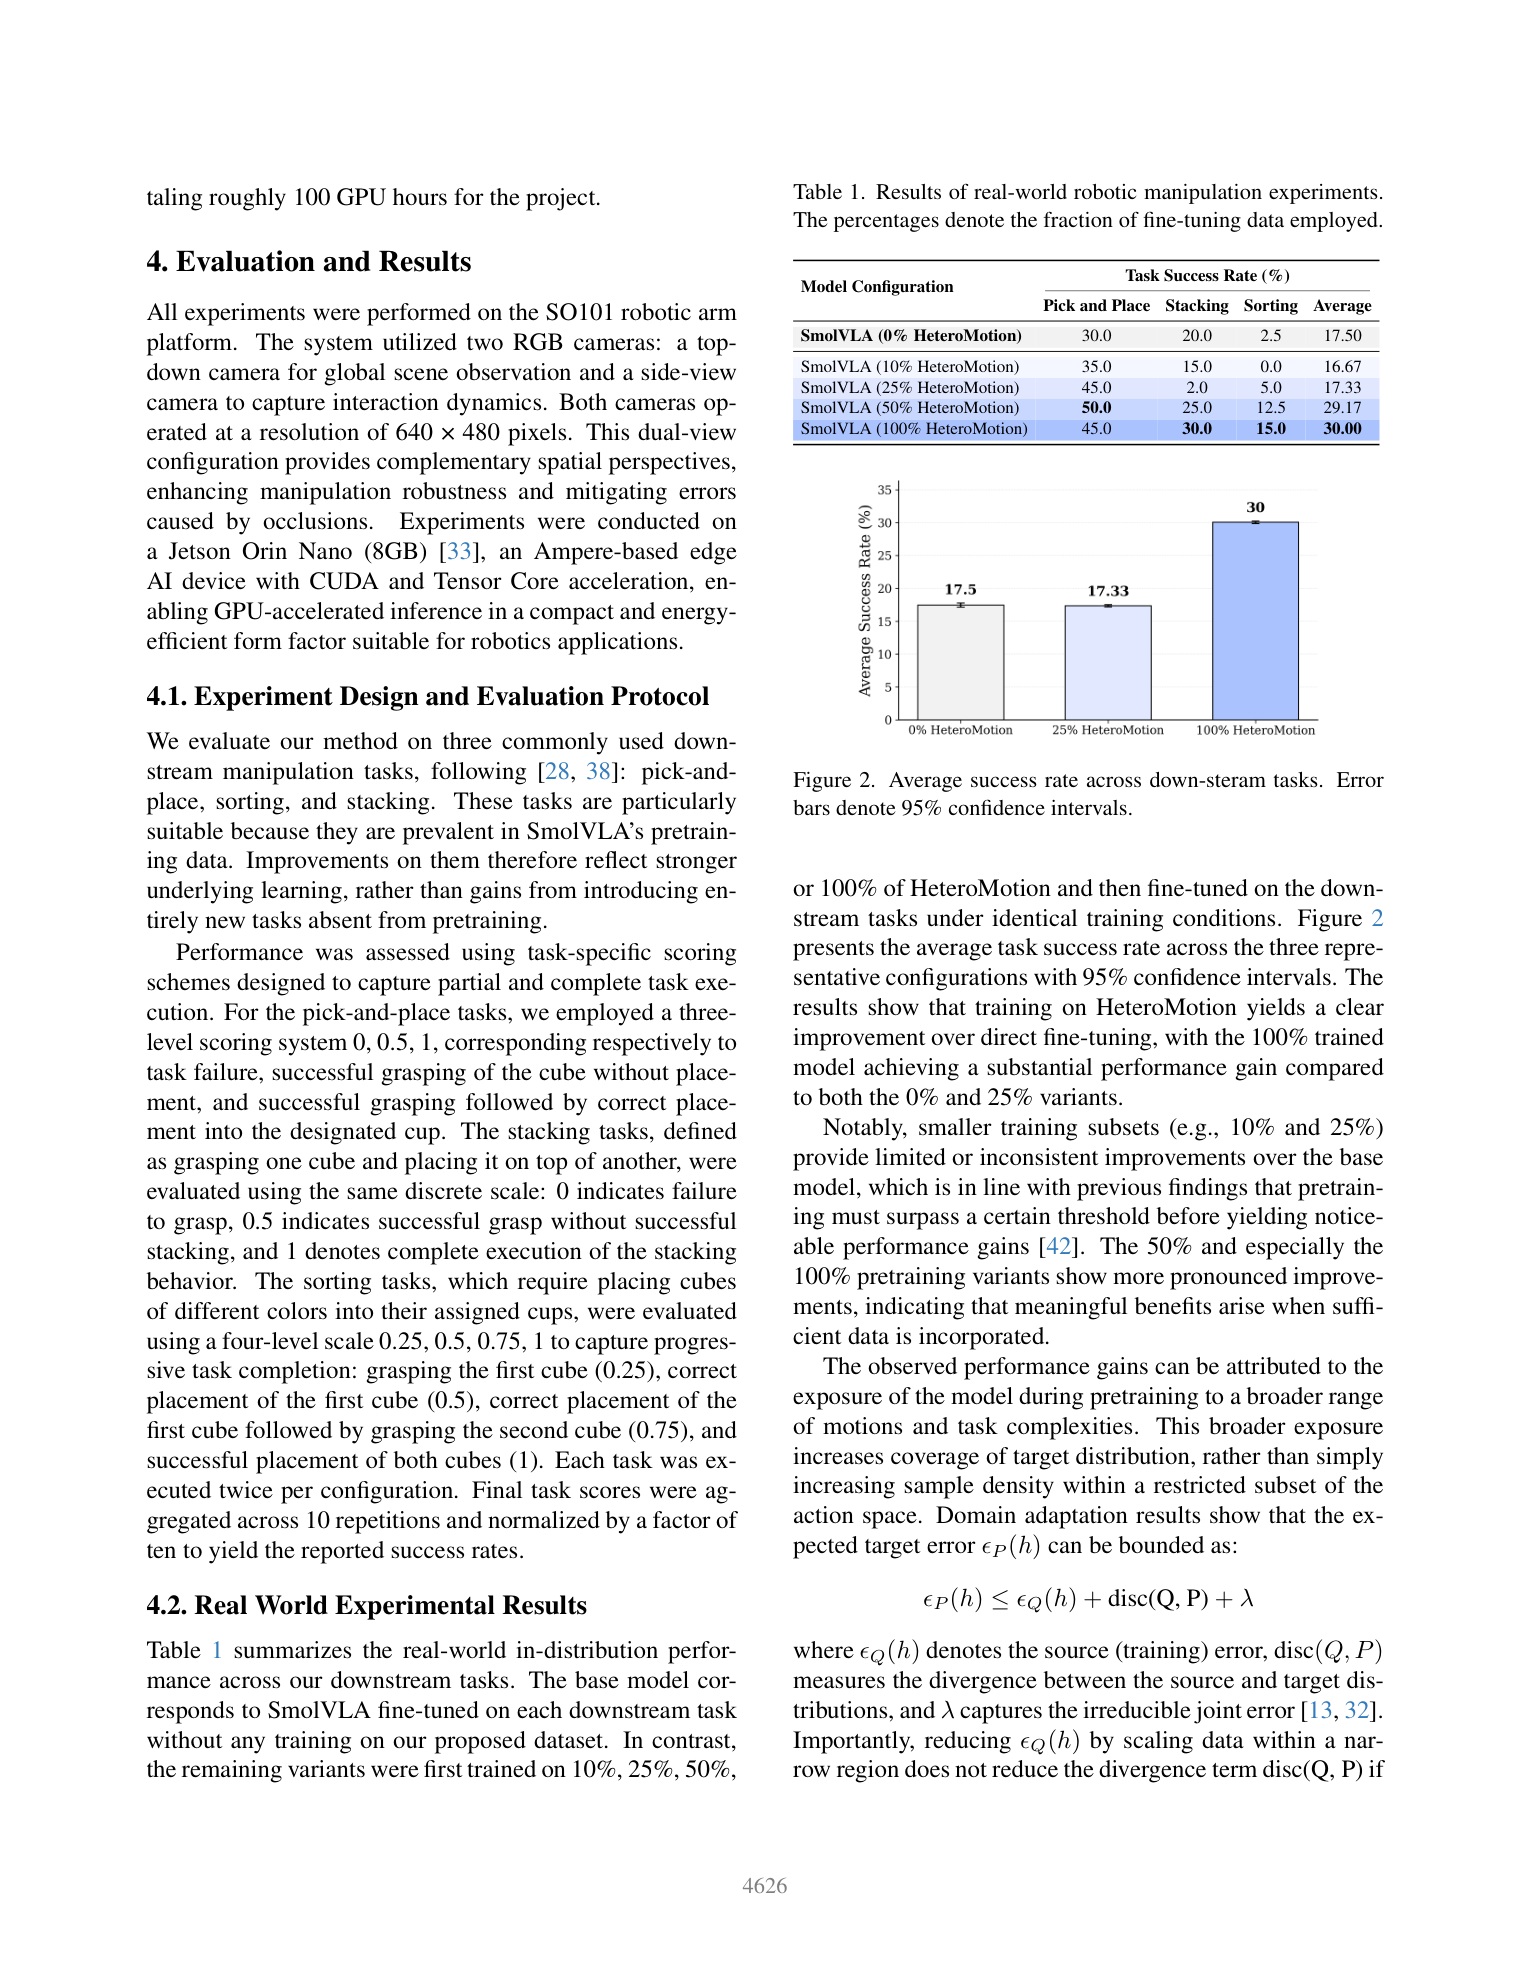 taling roughly 100 GPU hours for the project.
4. Evaluation and Results
All experiments were performed on the SO101 robotic arm
platform. The system utilized two RGB cameras: a top-
down camera for global scene observation and a side-view
camera to capture interaction dynamics. Both cameras op-
erated at a resolution of 640 × 480 pixels. This dual-view
configuration provides complementary spatial perspectives,
enhancing manipulation robustness and mitigating errors
caused by occlusions. Experiments were conducted on
a Jetson Orin Nano (8GB) [33], an Ampere-based edge
AI device with CUDA and Tensor Core acceleration, en-
abling GPU-accelerated inference in a compact and energy-
efficient form factor suitable for robotics applications.
4.1. Experiment Design and Evaluation Protocol
We evaluate our method on three commonly used down-
stream manipulation tasks, following [28, 38]: pick-and-
place, sorting, and stacking. These tasks are particularly
suitable because they are prevalent in SmolVLA's pretrain-
ing data. Improvements on them therefore reflect stronger
underlying learning, rather than gains from introducing en-
tirely new tasks absent from pretraining.
Performance was assessed using task-specific scoring
schemes designed to capture partial and complete task exe-
cution. For the pick-and-place tasks, we employed a three-
level scoring system 0, 0.5, 1, corresponding respectively to
task failure, successful grasping of the cube without place-
ment, and successful grasping followed by correct place-
ment into the designated cup. The stacking tasks, defined
as grasping one cube and placing it on top of another, were
evaluated using the same discrete scale: 0 indicates failure
to grasp, 0.5 indicates successful grasp without successful
stacking, and 1 denotes complete execution of the stacking
behavior. The sorting tasks, which require placing cubes
of different colors into their assigned cups, were evaluated
using a four-level scale 0.25, 0.5, 0.75, 1 to capture progres-
sive task completion: grasping the first cube (0.25), correct
placement of the first cube (0.5), correct placement of the
first cube followed by grasping the second cube (0.75), and
successful placement of both cubes (1). Each task was ex-
ecuted twice per configuration. Final task scores were ag-
gregated across 10 repetitions and normalized by a factor of
ten to yield the reported success rates.
4.2. Real World Experimental Results
Table 1 summarizes the real-world in-distribution perfor-
mance across our downstream tasks. The base model cor-
responds to SmolVLA fine-tuned on each downstream task
without any training on our proposed dataset. In contrast,
the remaining variants were first trained on 10%, 25%, 50%,
Table 1. Results of real-world robotic manipulation experiments.
The percentages denote the fraction of fine-tuning data employed.
Model Configuration Task Success Rate (%)
Pick and Place Stacking Sorting Average
SmolVLA (0% HeteroMotion) 30.0 20.0 2.5 17.50
SmolVLA (10% HeteroMotion) 35.0 15.0 0.0 16.67
SmolVLA (25% HeteroMotion) 45.0 2.0 5.0 17.33
SmolVLA (50% HeteroMotion) 50.0 25.0 12.5 29.17
SmolVLA (100% HeteroMotion) 45.0 30.0 15.0 30.00
Average Success Rate (%)
35
30
25
20
15
10
5
0
17.5
17.33
30
0% HeteroMotion 25% HeteroMotion 100% HeteroMotion
Figure 2. Average success rate across down-steram tasks. Error
bars denote 95% confidence intervals.
or 100% of HeteroMotion and then fine-tuned on the down-
stream tasks under identical training conditions. Figure 2
presents the average task success rate across the three repre-
sentative configurations with 95% confidence intervals. The
results show that training on HeteroMotion yields a clear
improvement over direct fine-tuning, with the 100% trained
model achieving a substantial performance gain compared
to both the 0% and 25% variants.
Notably, smaller training subsets (e.g., 10% and 25%)
provide limited or inconsistent improvements over the base
model, which is in line with previous findings that pretrain-
ing must surpass a certain threshold before yielding notice-
able performance gains [42]. The 50% and especially the
100% pretraining variants show more pronounced improve-
ments, indicating that meaningful benefits arise when suffi-
cient data is incorporated.
The observed performance gains can be attributed to the
exposure of the model during pretraining to a broader range
of motions and task complexities. This broader exposure
increases coverage of target distribution, rather than simply
increasing sample density within a restricted subset of the
action space. Domain adaptation results show that the ex-
pected target error ϵP(h) can be bounded as:
ϵP(h) ≤ ϵQ(h) + disc(Q, P) + λ
where ϵQ(h) denotes the source (training) error, disc(Q, P)
measures the divergence between the source and target dis-
tributions, and λ captures the irreducible joint error [13, 32].
Importantly, reducing ϵQ(h) by scaling data within a nar-
row region does not reduce the divergence term disc(Q, P) if
4626